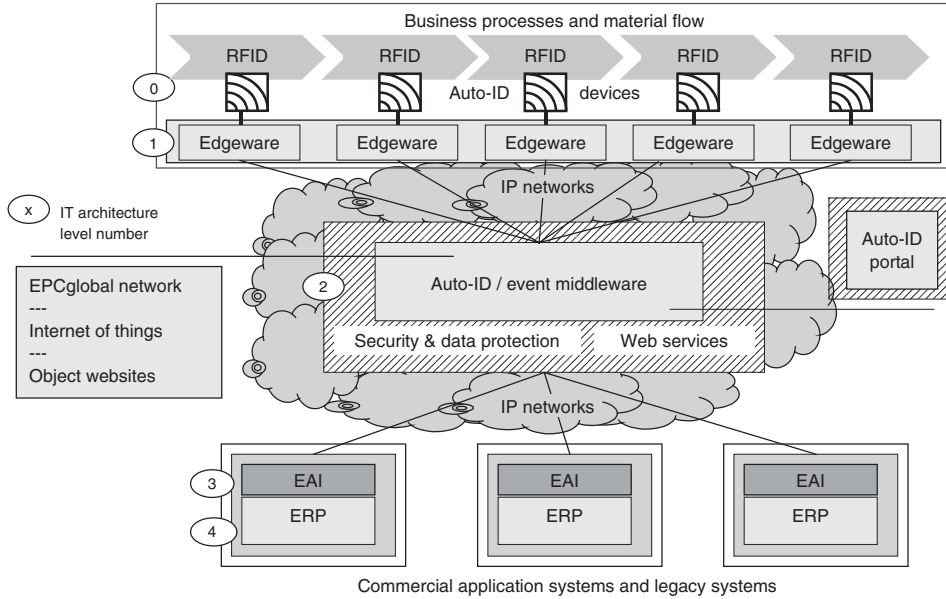 Business processes and material flow
RFID RFID RFID RFID RFID
0
Auto-ID devices
1
Edgeware Edgeware Edgeware Edgeware Edgeware
IP networks
x
IT architecture
level number
Auto-ID
portal
EPCglobal network
---
Internet of things
---
Object websites
2
Auto-ID / event middleware
Security & data protection
Web services
IP networks
3
EAI EAI EAI
4
ERP ERP ERP
Commercial application systems and legacy systems